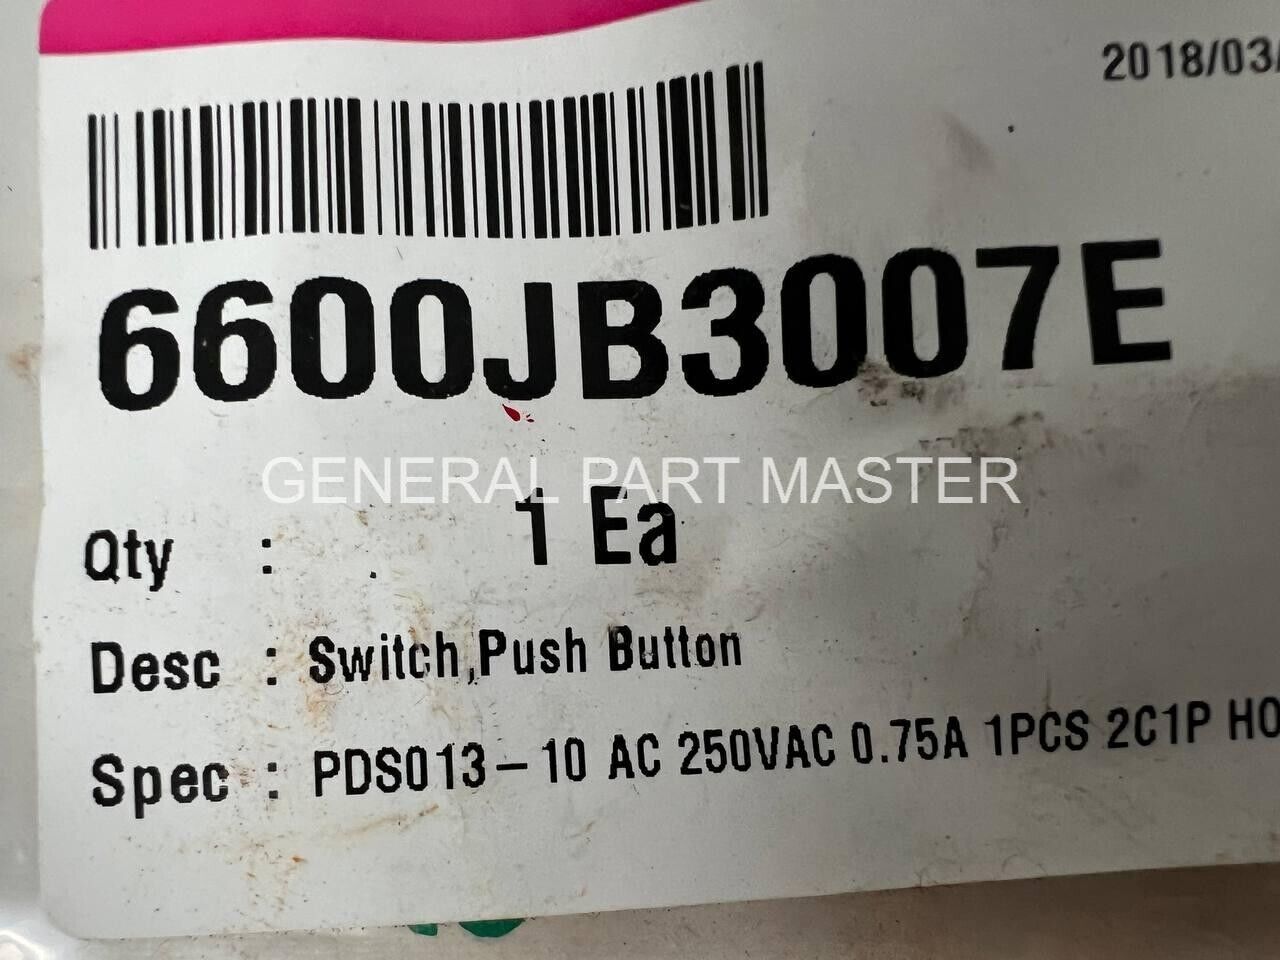 2018/03/
6600JB3007E
GENERAL PART MASTER
Qty : 1 Ea
Desc : Switch,Push Button
Spec : PDS013-10 AC 250VAC 0.75A 1PCS 2C1P HO